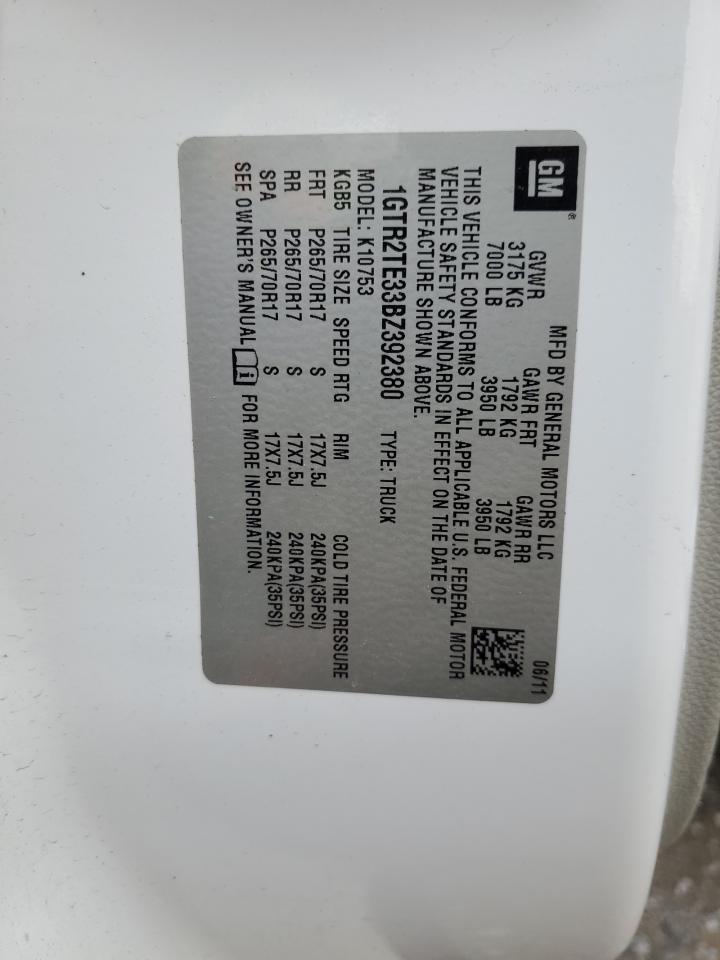 GM®
MFD BY GENERAL MOTORS LLC 06/11
GVWR GAWR FRT GAWR RR
3175 KG 1792 KG 1792 KG
7000 LB 3950 LB 3950 LB
THIS VEHICLE CONFORMS TO ALL APPLICABLE U.S. FEDERAL MOTOR
VEHICLE SAFETY STANDARDS IN EFFECT ON THE DATE OF
MANUFACTURE SHOWN ABOVE.
1GTR2TE33BZ392380 TYPE: TRUCK
MODEL: K10753
KGB5 TIRE SIZE SPEED RTG RIM COLD TIRE PRESSURE
FRT P265/70R17 S 17X7.5J 240KPA(35PSI)
RR P265/70R17 S 17X7.5J 240KPA(35PSI)
SPA P265/70R17 S 17X7.5J 240KPA(35PSI)
SEE OWNER'S MANUAL i FOR MORE INFORMATION.